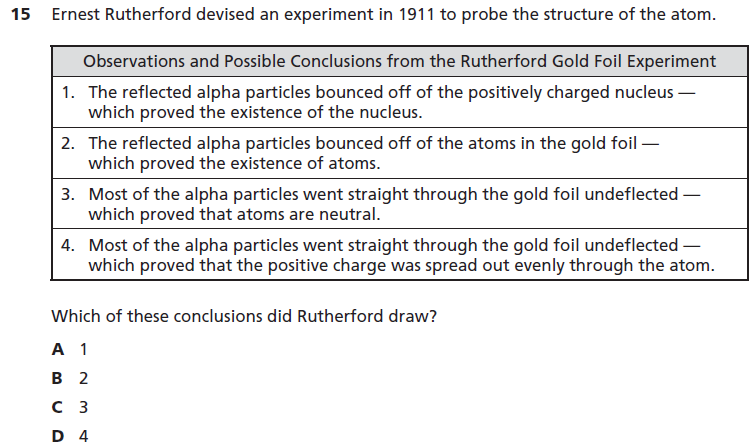 15 Ernest Rutherford devised an experiment in 1911 to probe the structure of the atom.
Observations and Possible Conclusions from the Rutherford Gold Foil Experiment
1. The reflected alpha particles bounced off of the positively charged nucleus —
which proved the existence of the nucleus.
2. The reflected alpha particles bounced off of the atoms in the gold foil —
which proved the existence of atoms.
3. Most of the alpha particles went straight through the gold foil undeflected —
which proved that atoms are neutral.
4. Most of the alpha particles went straight through the gold foil undeflected —
which proved that the positive charge was spread out evenly through the atom.
Which of these conclusions did Rutherford draw?
A 1
B 2
C 3
D 4